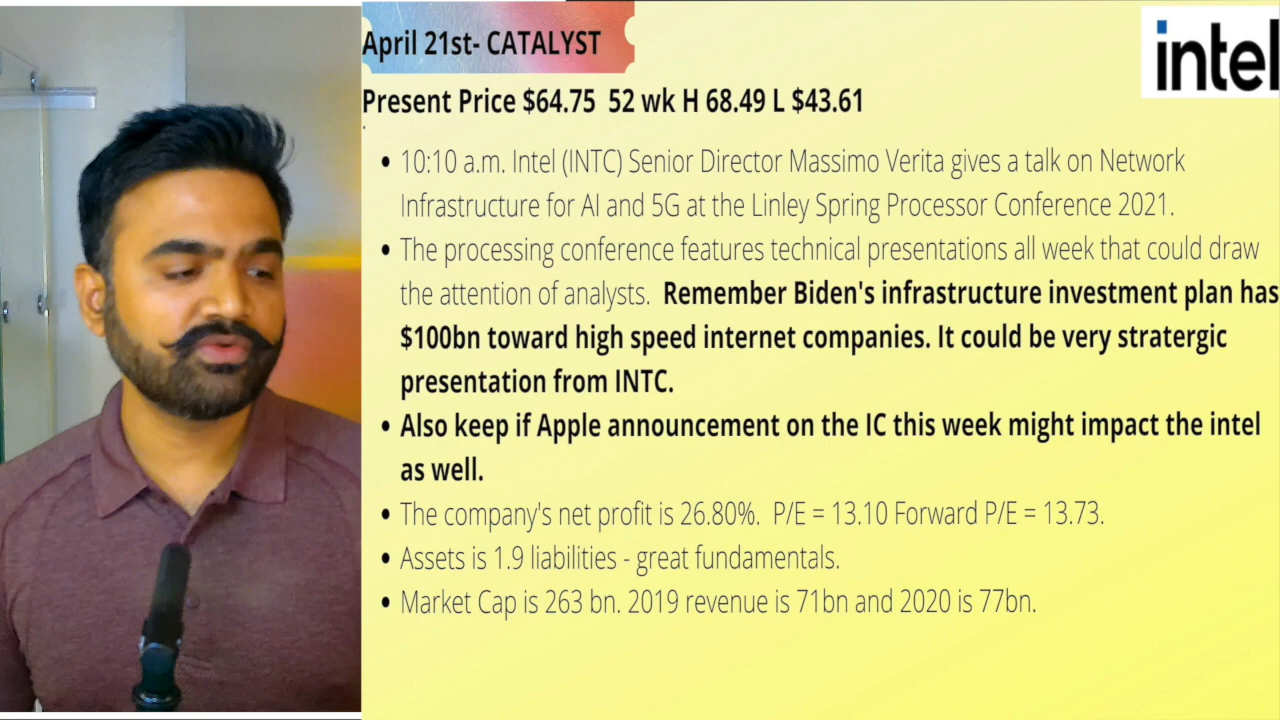 April 21st- CATALYST
intel
Present Price $64.75 52 wk H 68.49 L $43.61
• 10:10 a.m. Intel (INTC) Senior Director Massimo Verita gives a talk on Network
Infrastructure for AI and 5G at the Linley Spring Processor Conference 2021.
• The processing conference features technical presentations all week that could draw
the attention of analysts. Remember Biden's infrastructure investment plan has
$100bn toward high speed internet companies. It could be very stratergic
presentation from INTC.
• Also keep if Apple announcement on the IC this week might impact the intel
as well.
• The company's net profit is 26.80%. P/E = 13.10 Forward P/E = 13.73.
• Assets is 1.9 liabilities - great fundamentals.
• Market Cap is 263 bn. 2019 revenue is 71bn and 2020 is 77bn.